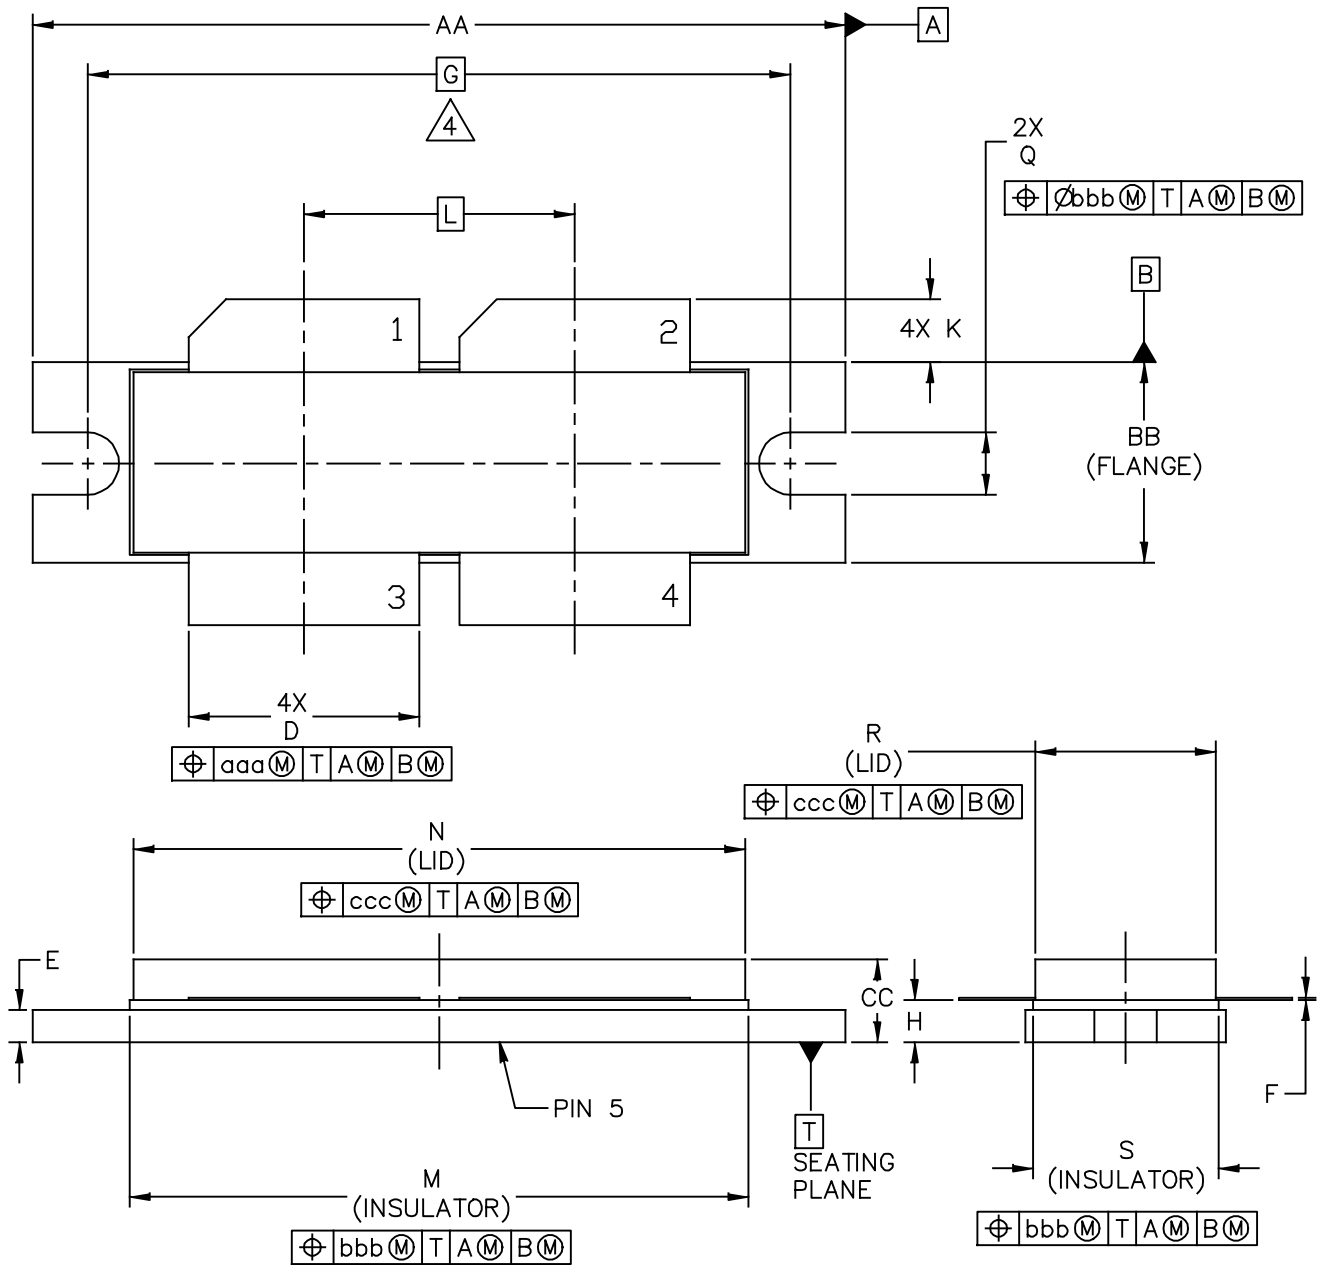 AA
A
G
4
2X
Q
⌖ Øbbb Ⓜ T A Ⓜ B Ⓜ
L
B
1
2
4X K
BB
(FLANGE)
3
4
4X
D
⌖ aaa Ⓜ T A Ⓜ B Ⓜ
R
(LID)
⌖ ccc Ⓜ T A Ⓜ B Ⓜ
N
(LID)
⌖ ccc Ⓜ T A Ⓜ B Ⓜ
E
CC
H
F
PIN 5
T
SEATING
PLANE
M
(INSULATOR)
⌖ bbb Ⓜ T A Ⓜ B Ⓜ
S
(INSULATOR)
⌖ bbb Ⓜ T A Ⓜ B Ⓜ